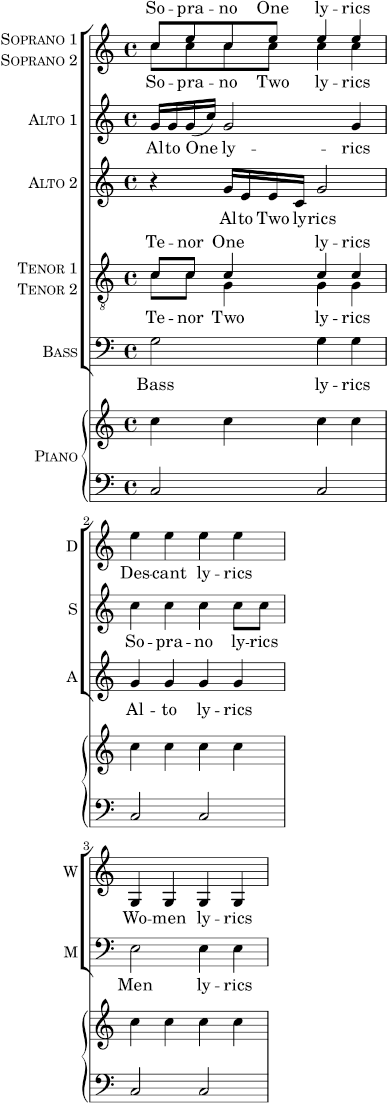 So – pra – no One ly – rics
Soprano 1
Soprano 2
So – pra – no Two ly – rics
Alto 1
Alto One ly – – rics
Alto 2
Alto Two lyrics
Te – nor One ly – rics
Tenor 1
Tenor 2
8
Te – nor Two ly – rics
Bass
Bass ly – rics
Piano
2
D
Des – cant ly – rics
S
So – pra – no ly – rics
A
Al – to ly – rics
3
W
Wo – men ly – rics
M
Men ly – rics